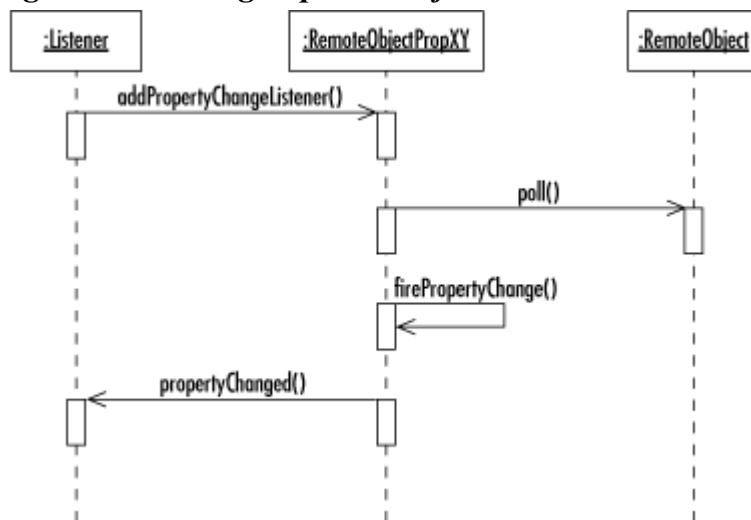 :Listener
:RemoteObjectPropXY
:RemoteObject
addPropertyChangeListener()
poll()
firePropertyChange()
propertyChanged()